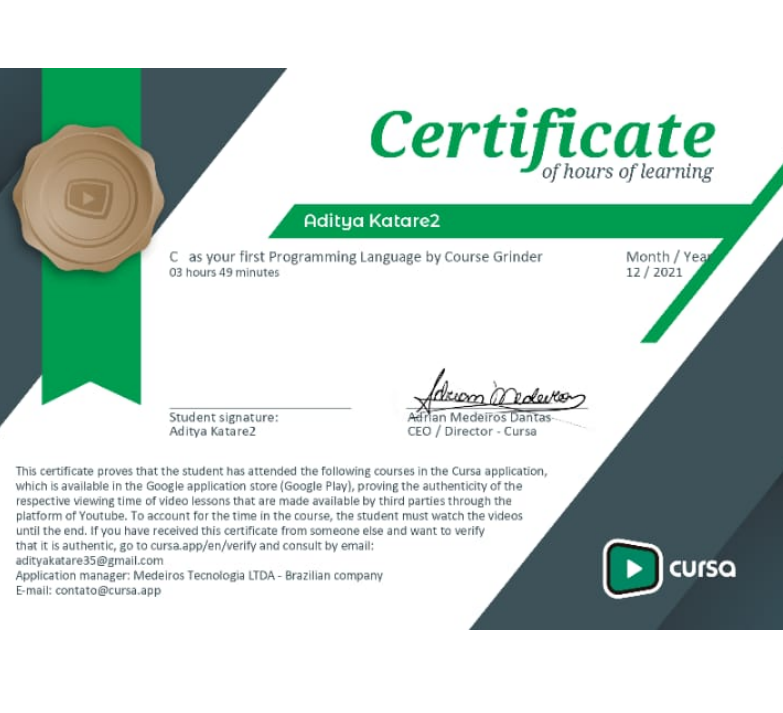 Certificate
of hours of learning
Aditya Katare2
C as your first Programming Language by Course Grinder
03 hours 49 minutes
Month / Year
12 / 2021
Adrian Medeiros
Student signature:
Aditya Katare2
Adrian Medeiros Dantas
CEO / Director - Cursa
This certificate proves that the student has attended the following courses in the Cursa application,
which is available in the Google application store (Google Play), proving the authenticity of the
respective viewing time of video lessons that are made available by third parties through the
platform of Youtube. To account for the time in the course, the student must watch the videos
until the end. If you have received this certificate from someone else and want to verify
that it is authentic, go to cursa.app/en/verify and consult by email:
adityakatare35@gmail.com
Application manager: Medeiros Tecnologia LTDA - Brazilian company
E-mail: contato@cursa.app
cursa